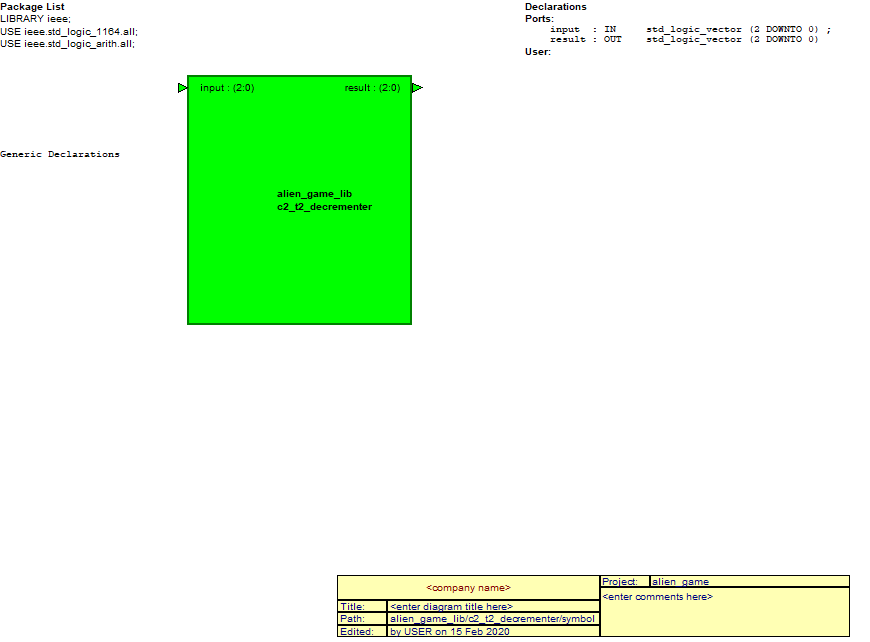 Package List
LIBRARY ieee;
USE ieee.std_logic_1164.all;
USE ieee.std_logic_arith.all;
Declarations
Ports:
input : IN std_logic_vector (2 DOWNTO 0) ;
result : OUT std_logic_vector (2 DOWNTO 0)
User:
input : (2:0) result : (2:0)
Generic Declarations
alien_game_lib
c2_t2_decrementer
<company name>
Title: <enter diagram title here>
Path: alien_game_lib/c2_t2_decrementer/symbol
Edited: by USER on 15 Feb 2020
Project: alien_game
<enter comments here>